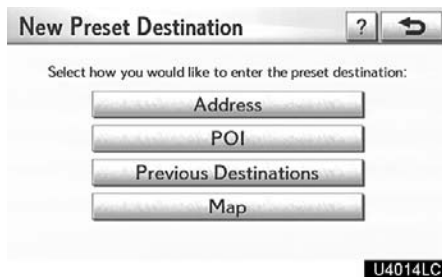 New Preset Destination ?
Select how you would like to enter the preset destination:
Address
POI
Previous Destinations
Map
U4014LC